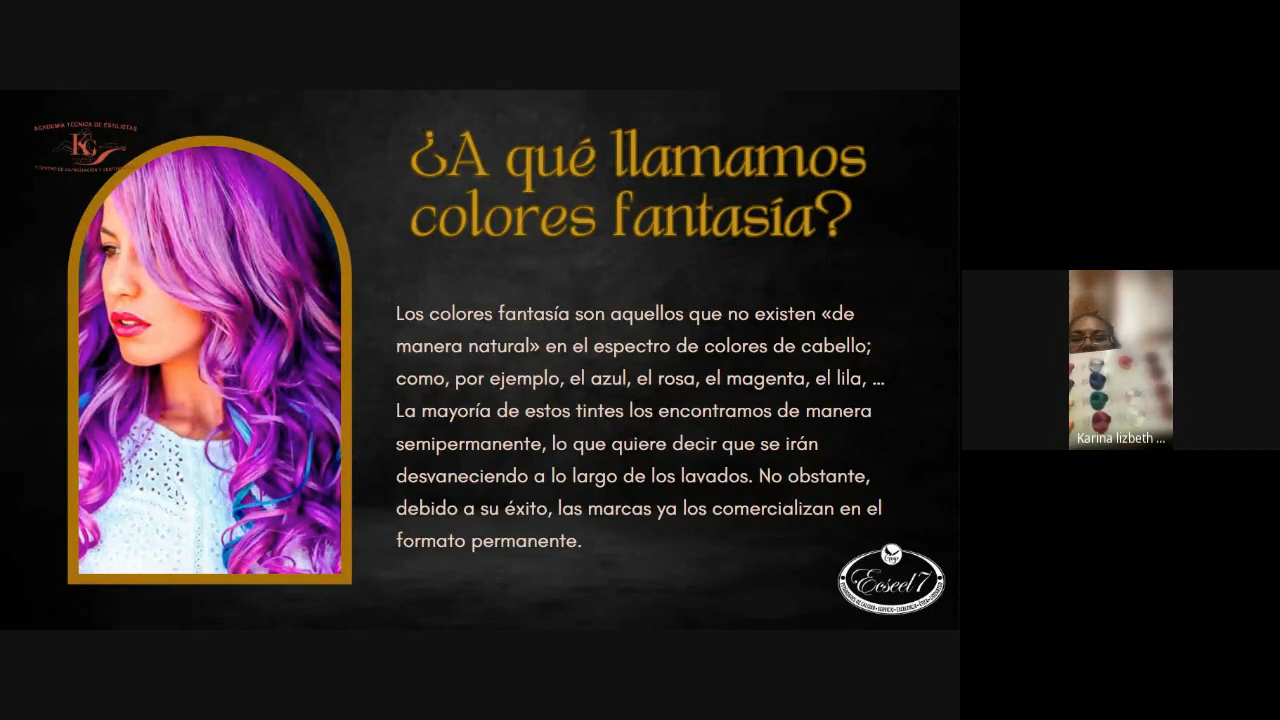 ACADEMIA TÉCNICA DE ESTILISTAS
KG
¿A qué llamamos
colores fantasía?
Los colores fantasía son aquellos que no existen «de
manera natural» en el espectro de colores de cabello;
como, por ejemplo, el azul, el rosa, el magenta, el lila, ...
La mayoría de estos tintes los encontramos de manera
semipermanente, lo que quiere decir que se irán
desvaneciendo a lo largo de los lavados. No obstante,
debido a su éxito, las marcas ya los comercializan en el
formato permanente.
Ecseel7
Karina lizbeth ...